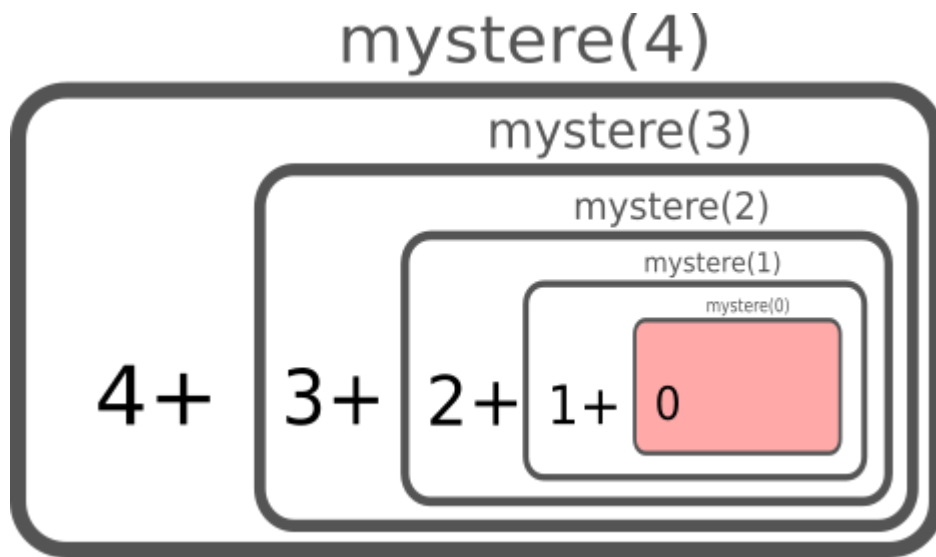 mystere(4)
mystere(3)
mystere(2)
mystere(1)
mystere(0)
4+ 3+ 2+ 1+ 0